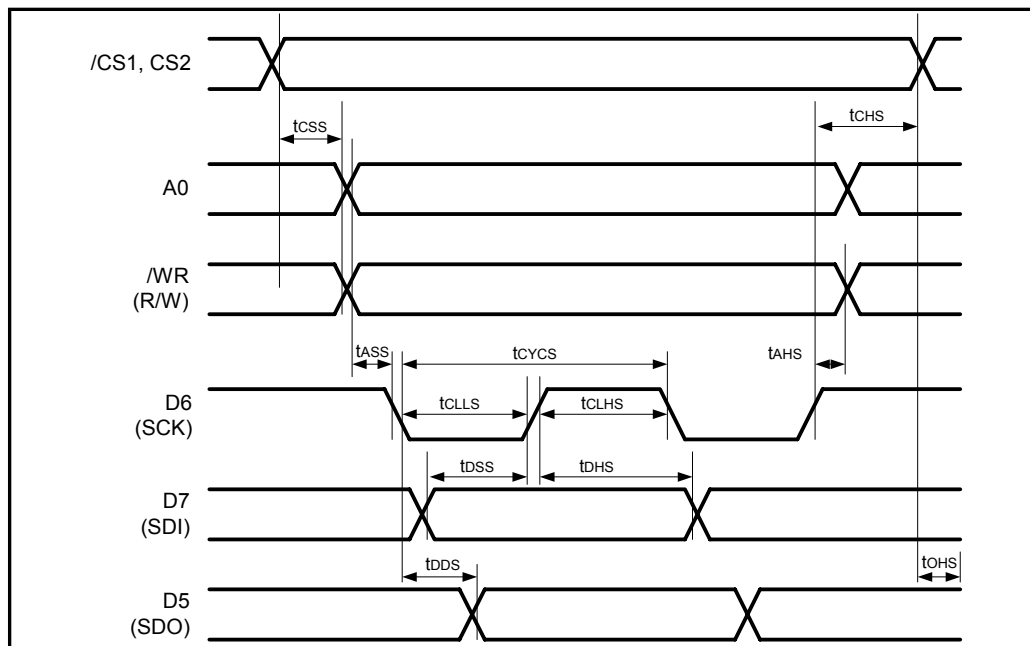 /CS1, CS2
tCSS
tCHS
A0
/WR
(R/W)
tASS
tCYCS
tAHS
D6
(SCK)
tCLLS
tCLHS
tDSS
tDHS
D7
(SDI)
tDDS
tOHS
D5
(SDO)